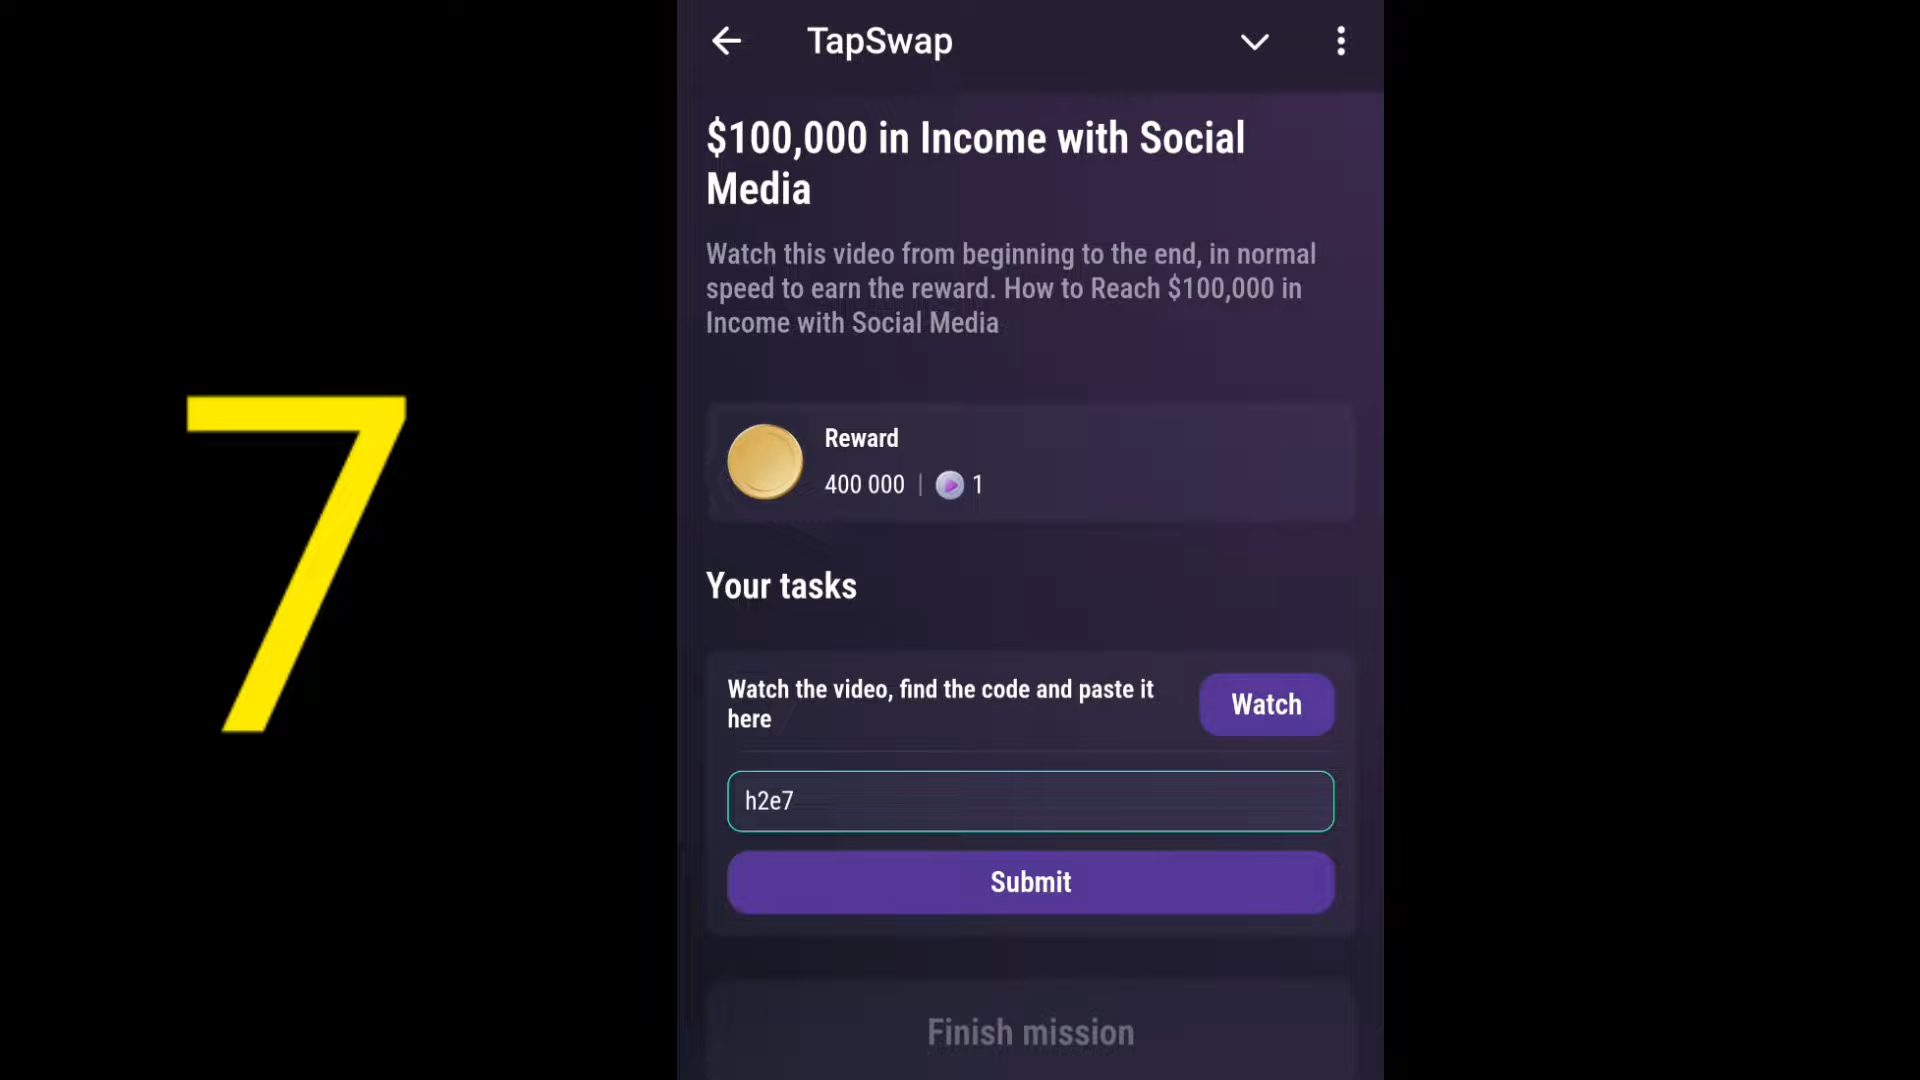 7
TapSwap
$100,000 in Income with Social
Media
Watch this video from beginning to the end, in normal
speed to earn the reward. How to Reach $100,000 in
Income with Social Media
Reward
400 000 | 1
Your tasks
Watch the video, find the code and paste it
here
Watch
h2e7
Submit
Finish mission